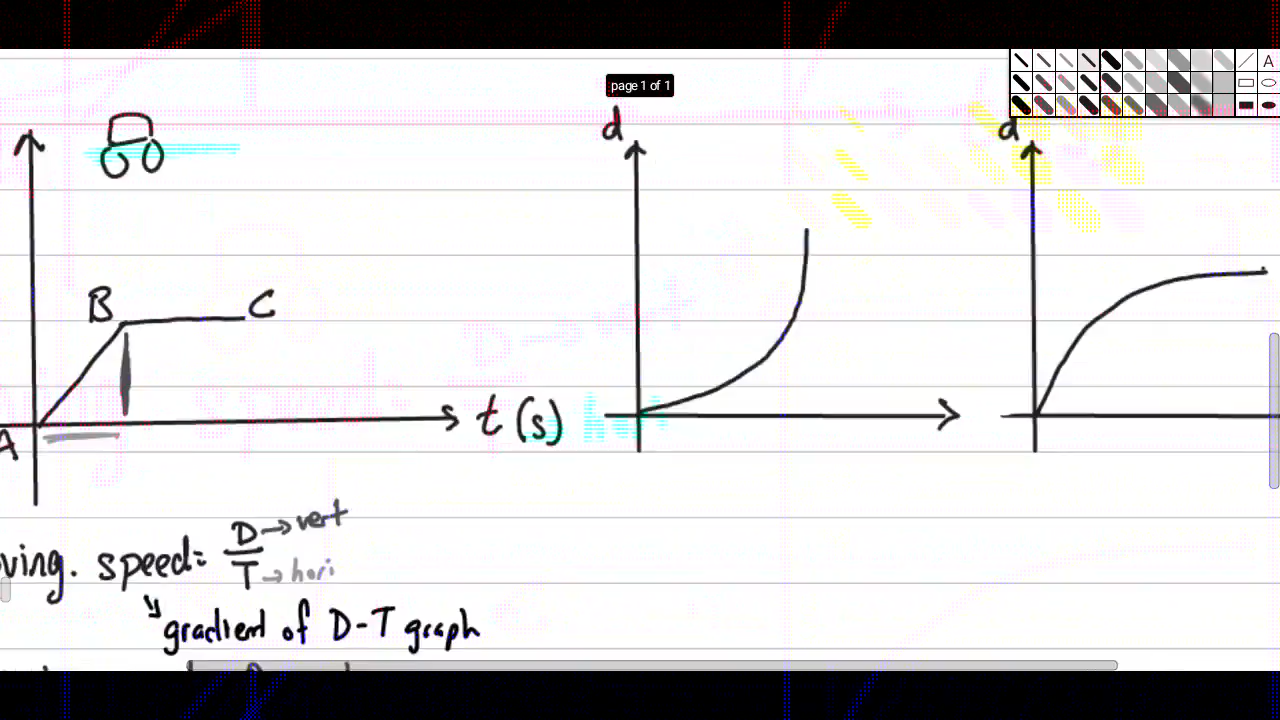 page 1 of 1
A
d
d
B
C
A
t (s)
ving. speed = D → vert
T → hori
gradient of D-T graph